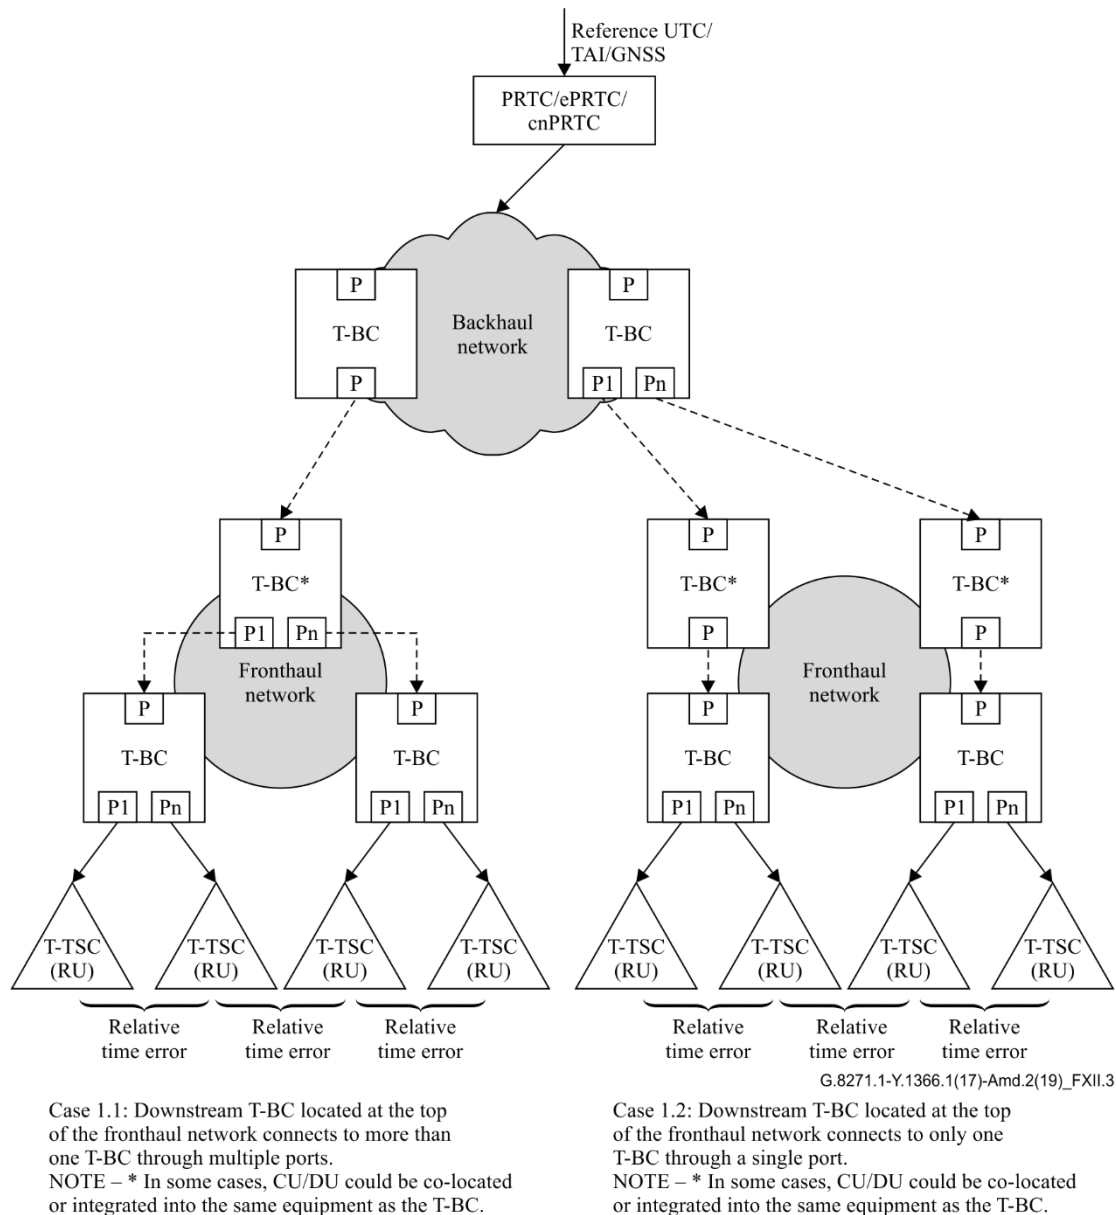 Reference UTC/
TAI/GNSS
PRTC/ePRTC/
cnPRTC
P
T-BC
P
Backhaul
network
P
T-BC
P1 Pn
P
T-BC*
P1 Pn
Fronthaul
network
P
T-BC
P1 Pn
P
T-BC
P1 Pn
P
T-BC*
P
P
T-BC*
P
Fronthaul
network
P
T-BC
P1 Pn
P
T-BC
P1 Pn
T-TSC
(RU)
T-TSC
(RU)
T-TSC
(RU)
T-TSC
(RU)
T-TSC
(RU)
T-TSC
(RU)
T-TSC
(RU)
T-TSC
(RU)
Relative
time error
Relative
time error
Relative
time error
Relative
time error
Relative
time error
Relative
time error
G.8271.1-Y.1366.1(17)-Amd.2(19)_FXII.3
Case 1.1: Downstream T-BC located at the top
of the fronthaul network connects to more than
one T-BC through multiple ports.
NOTE – * In some cases, CU/DU could be co-located
or integrated into the same equipment as the T-BC.
Case 1.2: Downstream T-BC located at the top
of the fronthaul network connects to only one
T-BC through a single port.
NOTE – * In some cases, CU/DU could be co-located
or integrated into the same equipment as the T-BC.